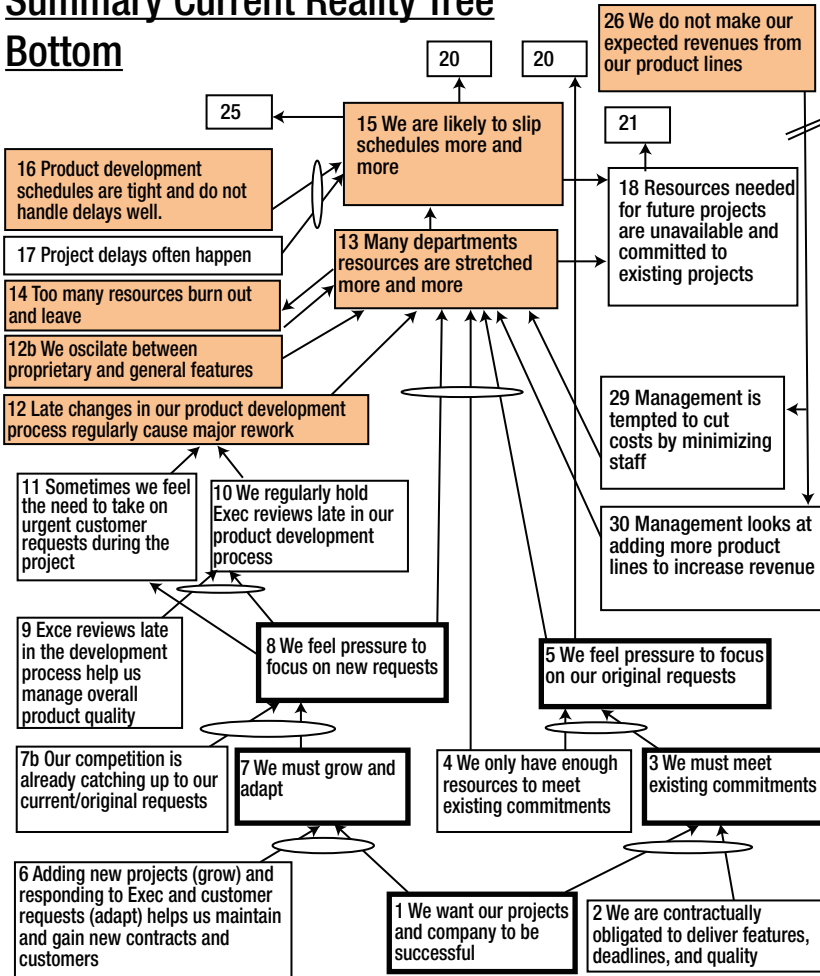 Summary Current Reality Tree
Bottom
26 We do not make our
expected revenues from
our product lines
20
20
25
15 We are likely to slip
schedules more and
more
21
16 Product development
schedules are tight and do not
handle delays well.
18 Resources needed
for future projects
are unavailable and
committed to
existing projects
17 Project delays often happen
13 Many departments
resources are stretched
more and more
14 Too many resources burn out
and leave
12b We oscilate between
proprietary and general features
12 Late changes in our product development
process regularly cause major rework
29 Management is
tempted to cut
costs by minimizing
staff
11 Sometimes we feel
the need to take on
urgent customer
requests during the
project
10 We regularly hold
Exec reviews late in our
product development
process
30 Management looks at
adding more product
lines to increase revenue
9 Exce reviews late
in the development
process help us
manage overall
product quality
8 We feel pressure to
focus on new requests
5 We feel pressure to focus
on our original requests
7b Our competition is
already catching up to our
current/original requests
7 We must grow and
adapt
4 We only have enough
resources to meet
existing commitments
3 We must meet
existing commitments
6 Adding new projects (grow) and
responding to Exec and customer
requests (adapt) helps us maintain
and gain new contracts and
customers
1 We want our projects
and company to be
successful
2 We are contractually
obligated to deliver features,
deadlines, and quality